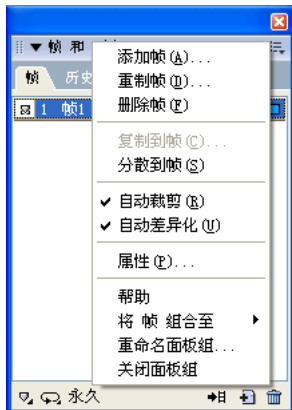 帧 和
添加帧(A)...
帧 历史
重制帧(D)...
删除帧(F)
1 帧1
复制到帧(C)...
分散到帧(S)
自动裁剪(R)
自动差异化(U)
属性(P)...
帮助
将 帧 组合至
重命名面板组...
关闭面板组
永久